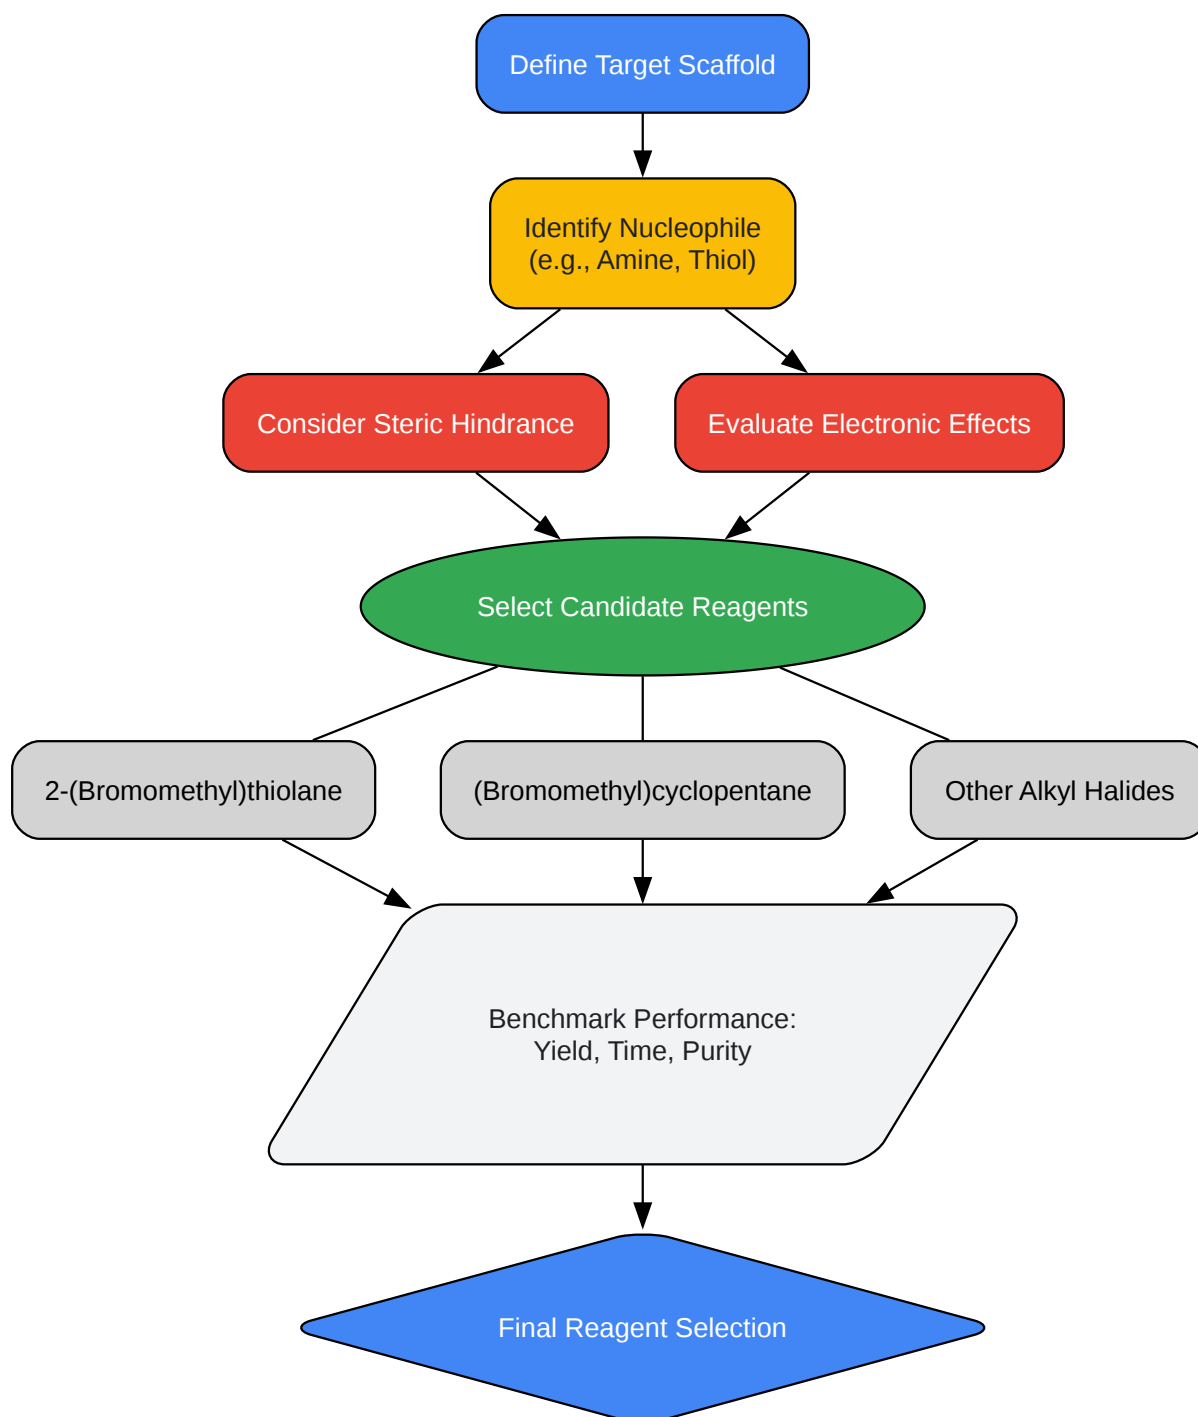 Define Target Scaffold
Identify Nucleophile
(e.g., Amine, Thiol)
Consider Steric Hindrance
Evaluate Electronic Effects
Select Candidate Reagents
2-(Bromomethyl)thiolane
(Bromomethyl)cyclopentane
Other Alkyl Halides
Benchmark Performance:
Yield, Time, Purity
Final Reagent Selection